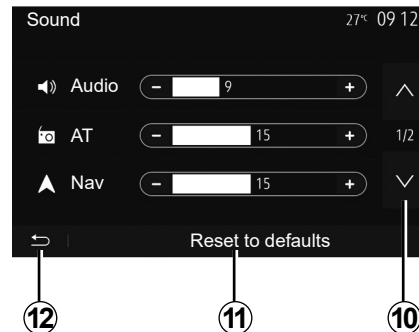 Sound 27°C 09 12
Audio - 9 +
AT - 15 + 1/2
Nav - 15 +
Reset to defaults
12 11 10